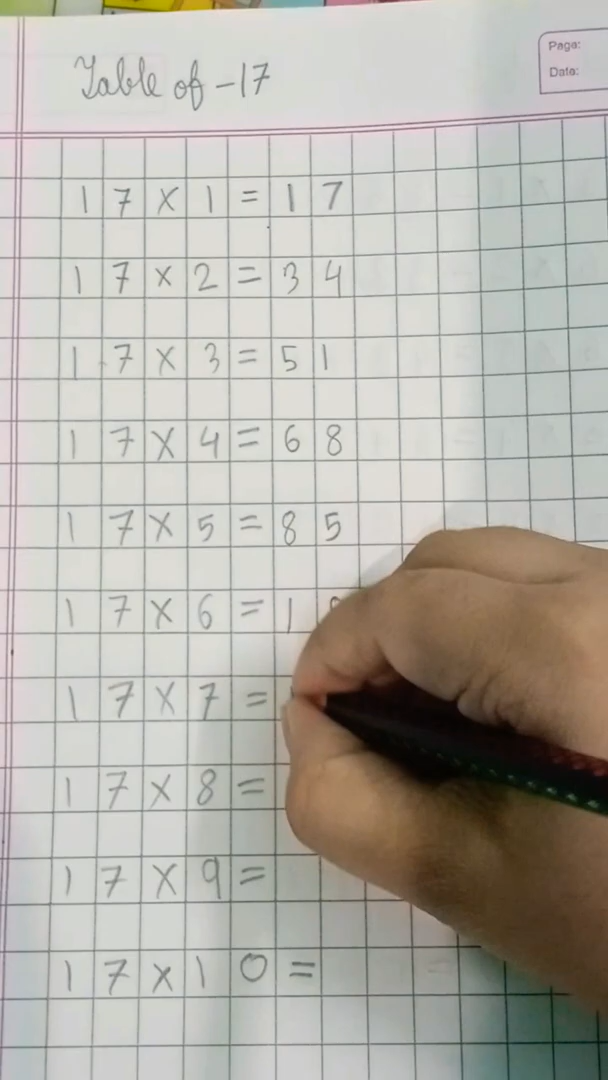 Page:
Date:
Table of - 17
17 x 1 = 17
17 x 2 = 34
17 x 3 = 51
17 x 4 = 68
17 x 5 = 85
17 x 6 = 1
17 x 7 =
17 x 8 =
17 x 9 =
17 x 10 =